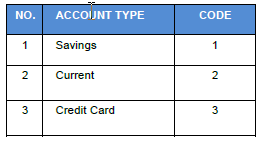 NO. ACCOUNT TYPE CODE
1 Savings 1
2 Current 2
3 Credit Card 3